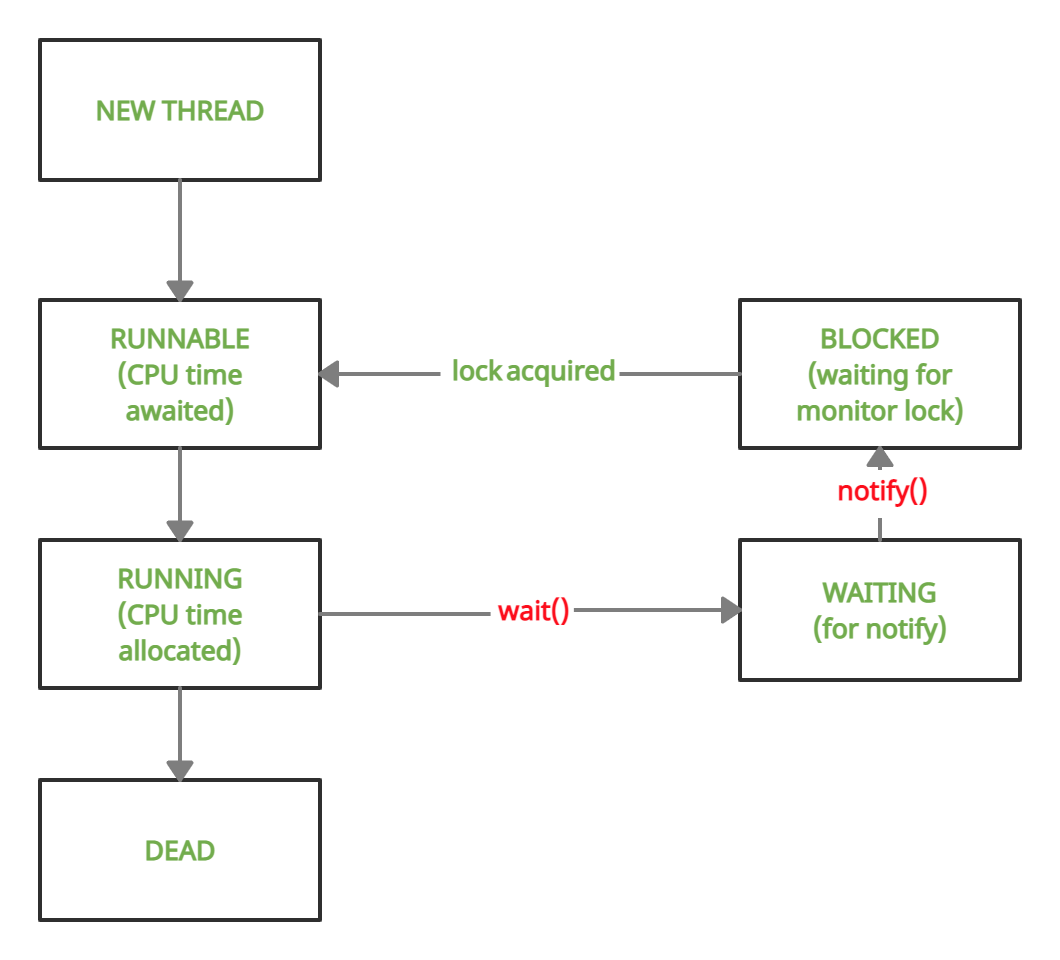 NEW THREAD
RUNNABLE
(CPU time
awaited)
lock acquired
BLOCKED
(waiting for
monitor lock)
notify()
RUNNING
(CPU time
allocated)
wait()
WAITING
(for notify)
DEAD